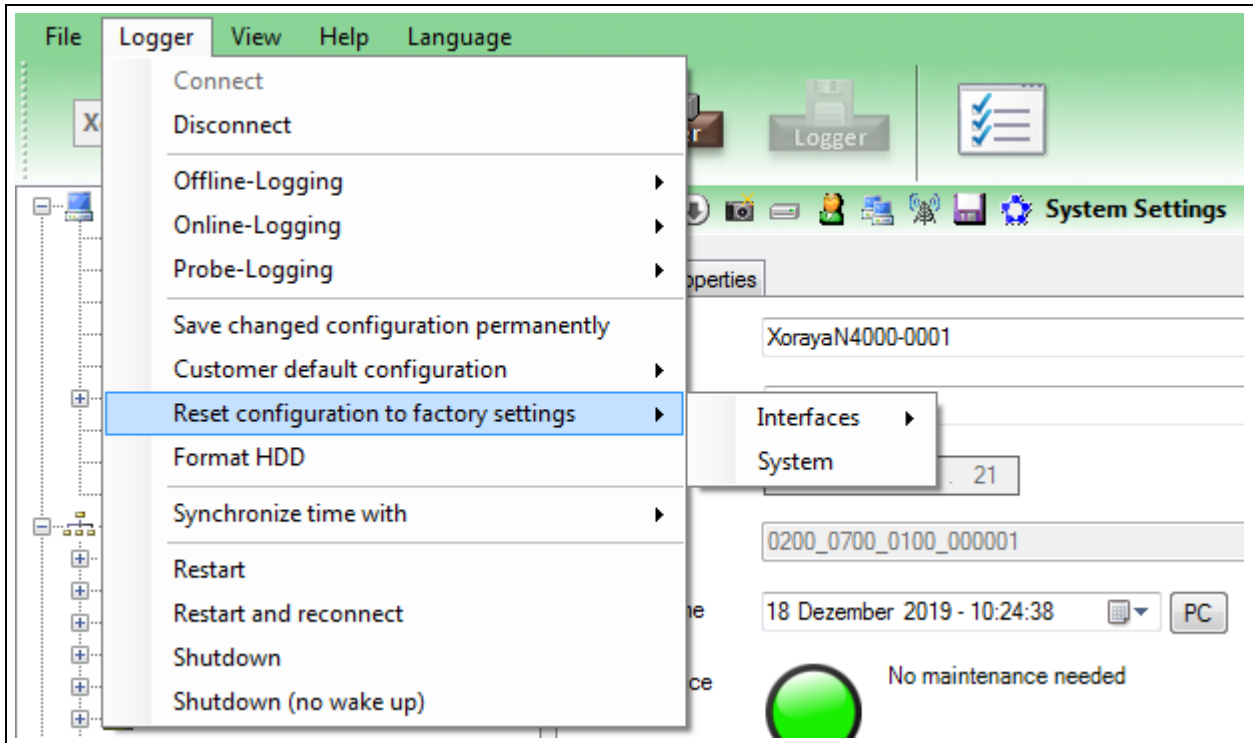 File Logger View Help Language
Connect
Disconnect
Logger
Offline-Logging
Online-Logging
System Settings
Probe-Logging
Save changed configuration permanently
XorayaN4000-0001
Customer default configuration
Reset configuration to factory settings
Interfaces
Format HDD
System
. 21
Synchronize time with
0200_0700_0100_000001
Restart
Restart and reconnect
18 Dezember 2019 - 10:24:38 PC
Shutdown
No maintenance needed
Shutdown (no wake up)